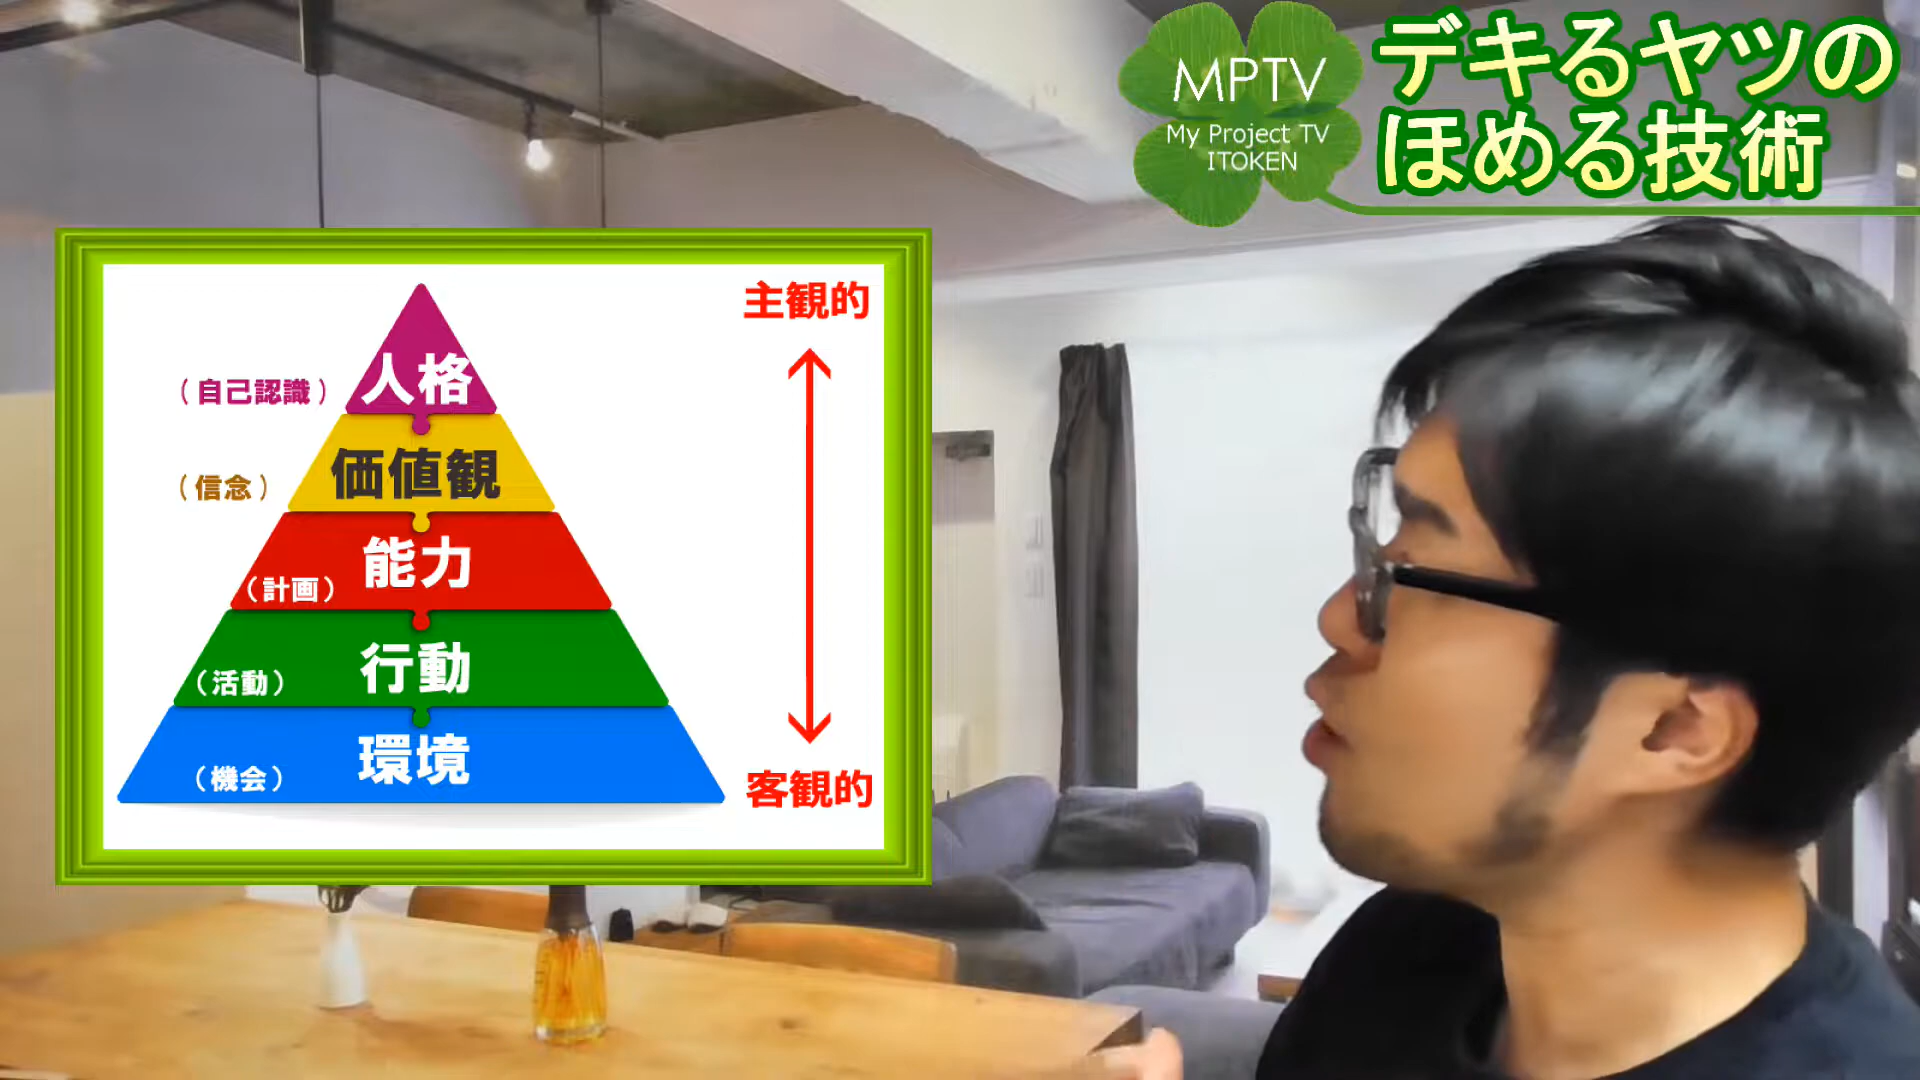 MPTV
My Project TV
ITOKEN
デキるヤツの
ほめる技術
主観的
（自己認識）
人格
（信念）
価値観
（計画）
能力
（活動）
行動
（機会）
環境
客観的